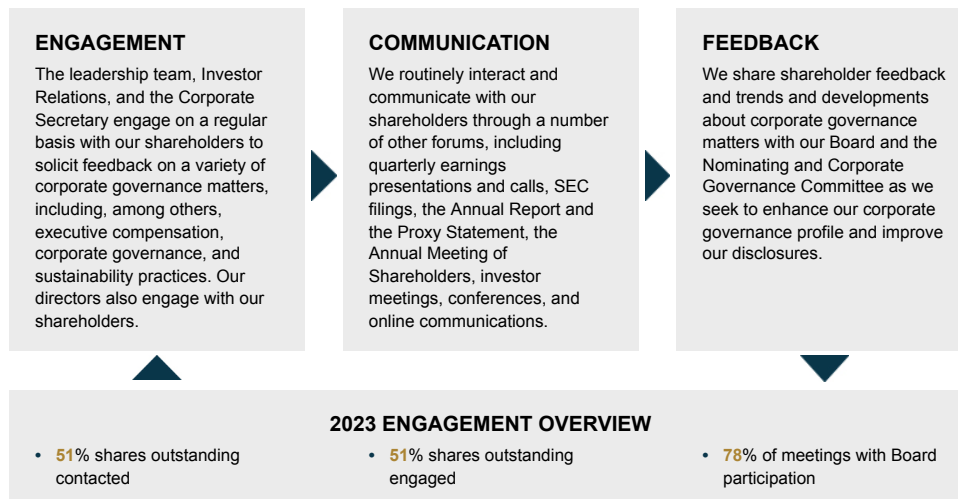 ENGAGEMENT
The leadership team, Investor
Relations, and the Corporate
Secretary engage on a regular
basis with our shareholders to
solicit feedback on a variety of
corporate governance matters,
including, among others,
executive compensation,
corporate governance, and
sustainability practices. Our
directors also engage with our
shareholders.
COMMUNICATION
We routinely interact and
communicate with our
shareholders through a number
of other forums, including
quarterly earnings
presentations and calls, SEC
filings, the Annual Report and
the Proxy Statement, the
Annual Meeting of
Shareholders, investor
meetings, conferences, and
online communications.
FEEDBACK
We share shareholder feedback
and trends and developments
about corporate governance
matters with our Board and the
Nominating and Corporate
Governance Committee as we
seek to enhance our corporate
governance profile and improve
our disclosures.
2023 ENGAGEMENT OVERVIEW
• 51% shares outstanding
contacted
• 51% shares outstanding
engaged
• 78% of meetings with Board
participation